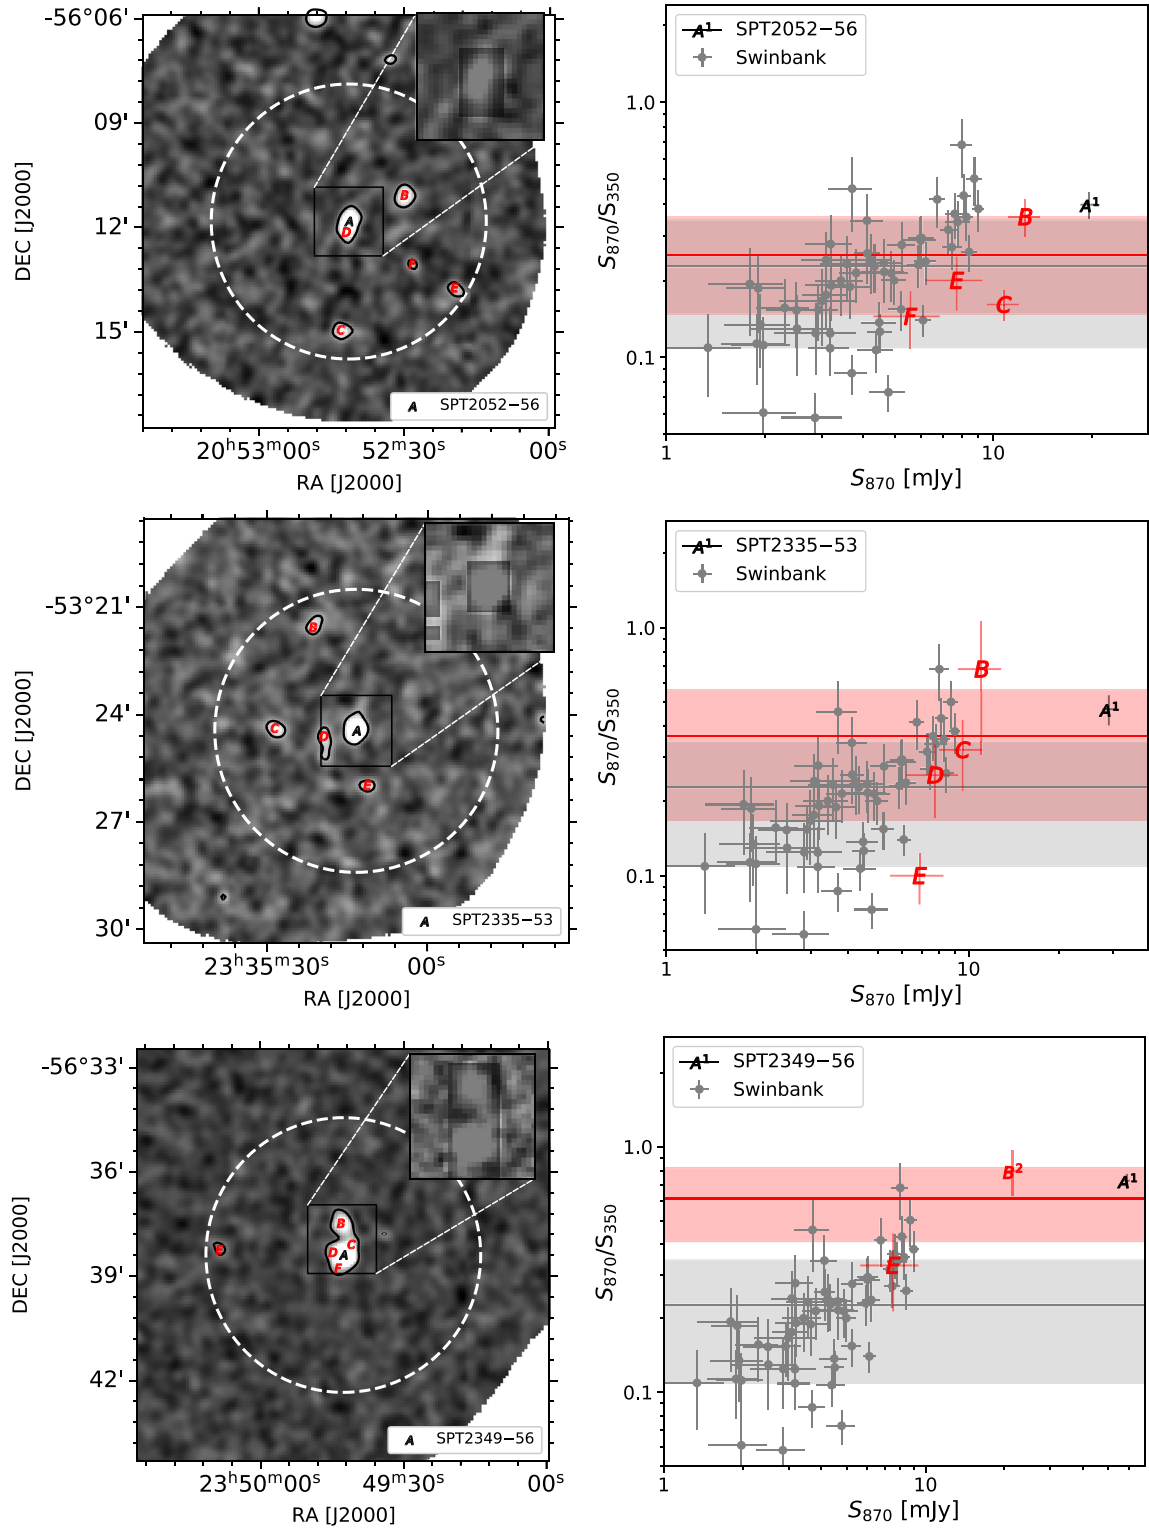 -56°06'
09'
12'
15'
DEC [J2000]
A
D
B
F
E
C
A SPT2052−56
20h53m00s
52m30s
00s
RA [J2000]
A1 SPT2052−56
Swinbank
1.0
0.1
S870/S350
A1
B
E
C
F
1
10
S870 [mJy]
-53°21'
24'
27'
30'
DEC [J2000]
B
C
D
A
E
A SPT2335−53
23h35m30s
00s
RA [J2000]
A1 SPT2335−53
Swinbank
1.0
0.1
S870/S350
B
A1
C
D
E
1
10
S870 [mJy]
-56°33'
36'
39'
42'
DEC [J2000]
B
C
D
A
F
E
A SPT2349−56
23h50m00s
49m30s
00s
RA [J2000]
A1 SPT2349−56
Swinbank
1.0
0.1
S870/S350
B2
A1
E
1
10
S870 [mJy]